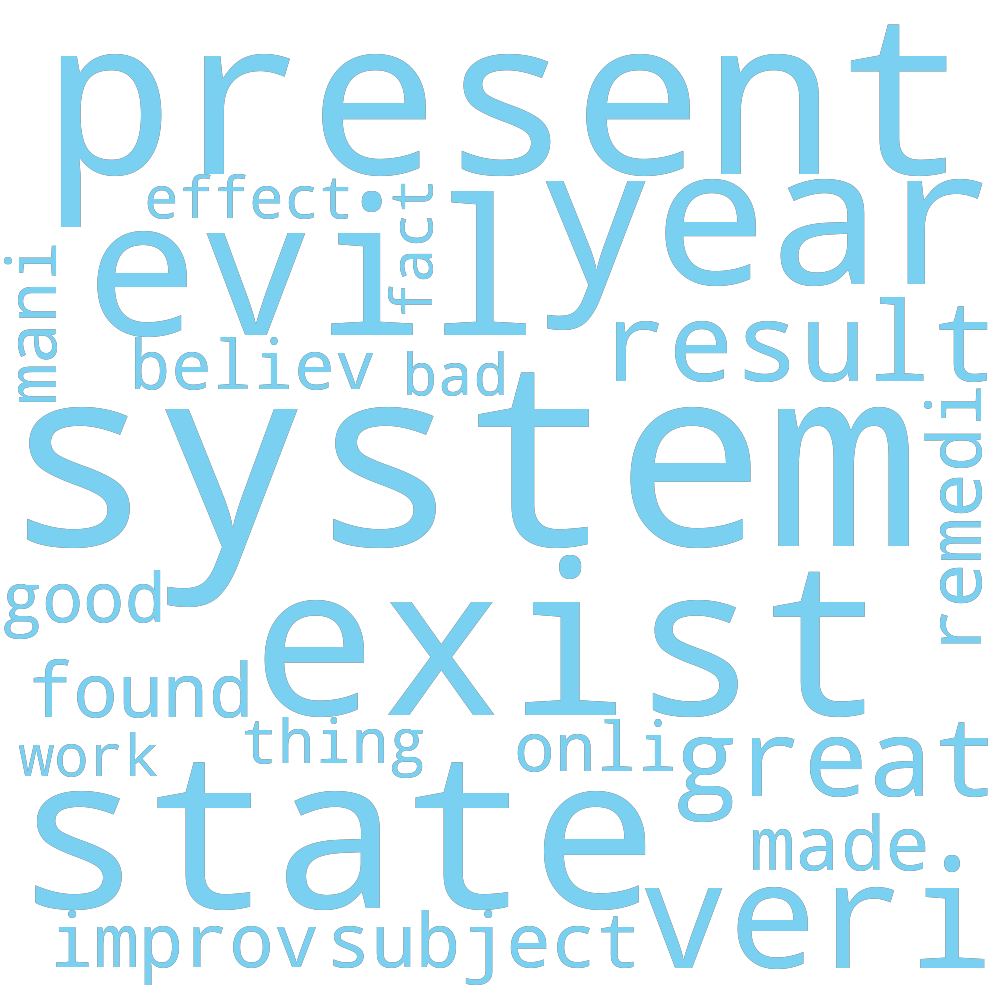 present
effect
fact
year
evil
mani
result
believ
bad
system
remedi
good
exist
found
thing
onli
great
work
state
made
veri
improv
subject